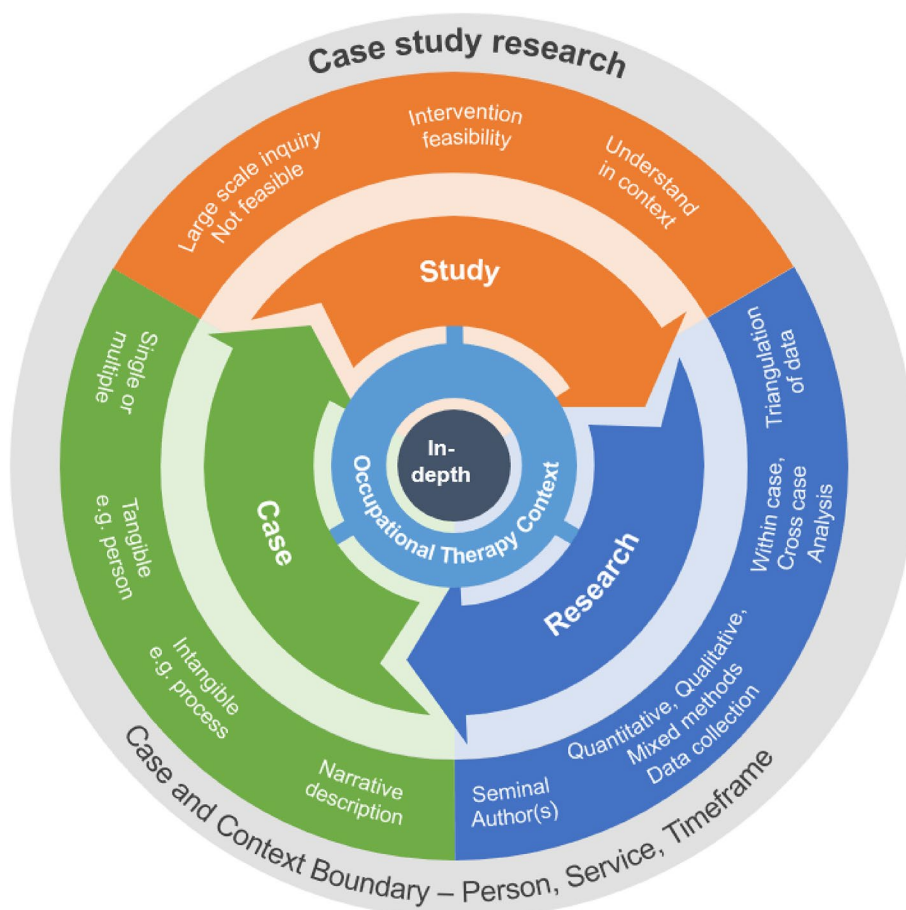 Case study research
Large scale inquiry
Not feasible
Intervention
feasibility
Understand
in context
Study
Triangulation
of data
Within case,
Cross case
Analysis
Quantitative, Qualitative,
Mixed methods
Data collection
Seminal
Author(s)
Research
Narrative
description
Intangible
e.g. process
Tangible
e.g. person
Single or
multiple
Case
In-
depth
Occupational Therapy Context
Case and Context Boundary – Person, Service, Timeframe